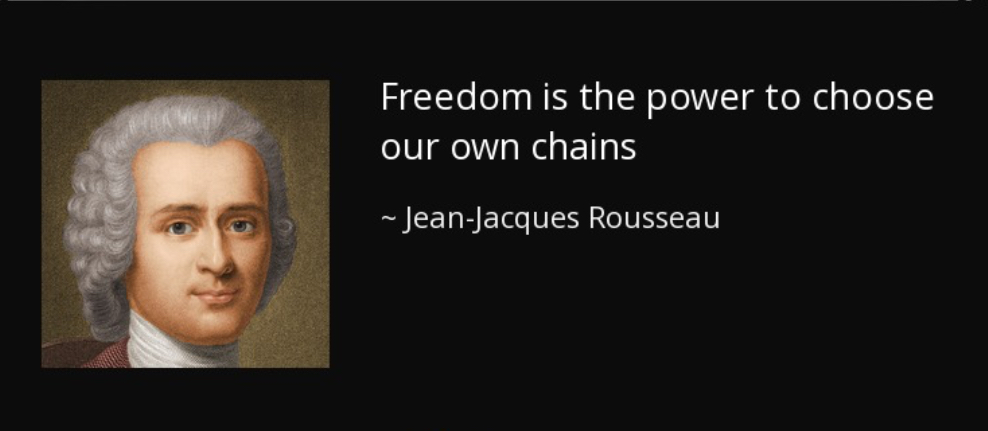 Freedom is the power to choose
our own chains
~ Jean-Jacques Rousseau